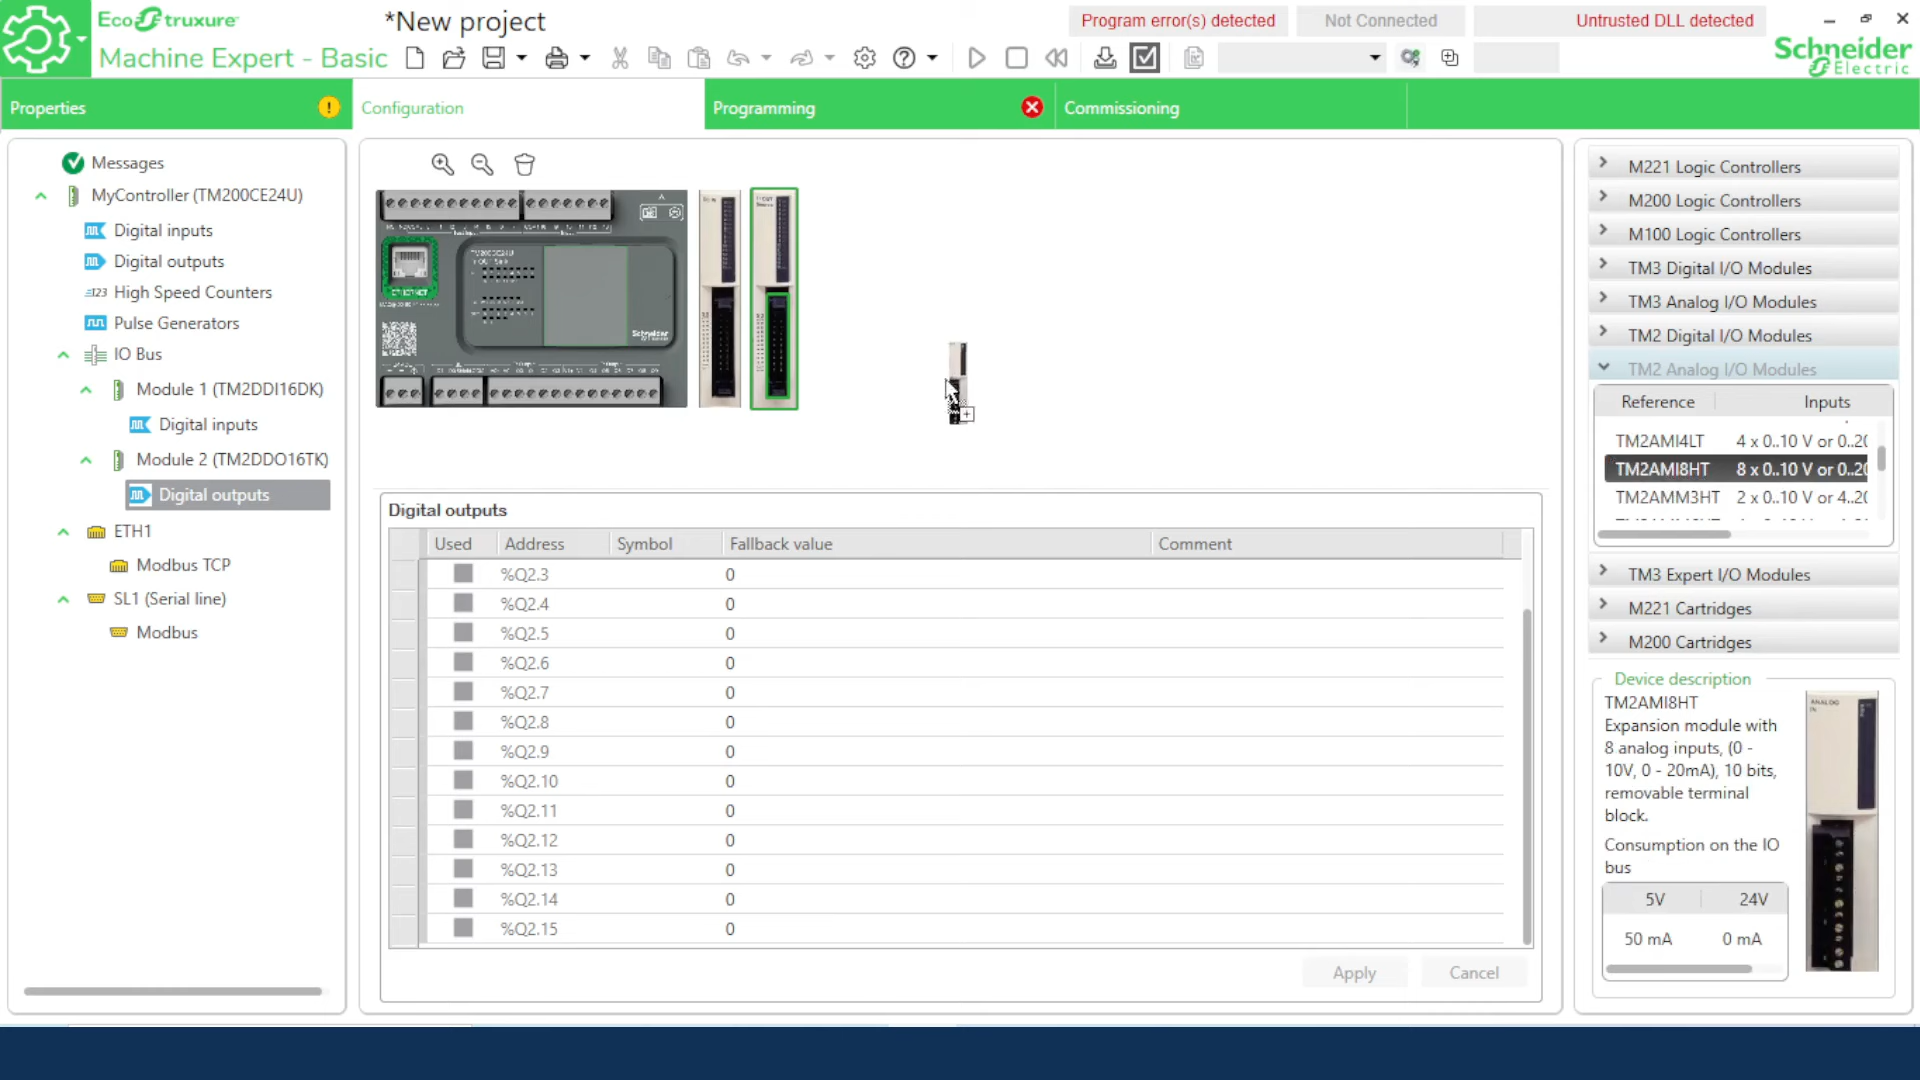 EcoStruxure
Machine Expert - Basic
*New project
Program error(s) detected
Not Connected
Untrusted DLL detected
Schneider
Electric
Properties
Configuration
Programming
Commissioning
Messages
MyController (TM200CE24U)
Digital inputs
Digital outputs
High Speed Counters
Pulse Generators
IO Bus
Module 1 (TM2DDI16DK)
Digital inputs
Module 2 (TM2DDO16TK)
Digital outputs
ETH1
Modbus TCP
SL1 (Serial line)
Modbus
TM200CE24U
ETHERNET
Schneider
Digital outputs
Used Address Symbol Fallback value Comment
%Q2.3 0
%Q2.4 0
%Q2.5 0
%Q2.6 0
%Q2.7 0
%Q2.8 0
%Q2.9 0
%Q2.10 0
%Q2.11 0
%Q2.12 0
%Q2.13 0
%Q2.14 0
%Q2.15 0
Apply Cancel
M221 Logic Controllers
M200 Logic Controllers
M100 Logic Controllers
TM3 Digital I/O Modules
TM3 Analog I/O Modules
TM2 Digital I/O Modules
TM2 Analog I/O Modules
Reference Inputs
TM2AMI4LT 4 x 0..10 V or 0..20
TM2AMI8HT 8 x 0..10 V or 0..20
TM2AMM3HT 2 x 0..10 V or 4..20
TM3 Expert I/O Modules
M221 Cartridges
M200 Cartridges
Device description
TM2AMI8HT
Expansion module with
8 analog inputs, (0 -
10V, 0 - 20mA), 10 bits,
removable terminal
block.
Consumption on the IO
bus
5V 24V
50 mA 0 mA
ANALOG
IN